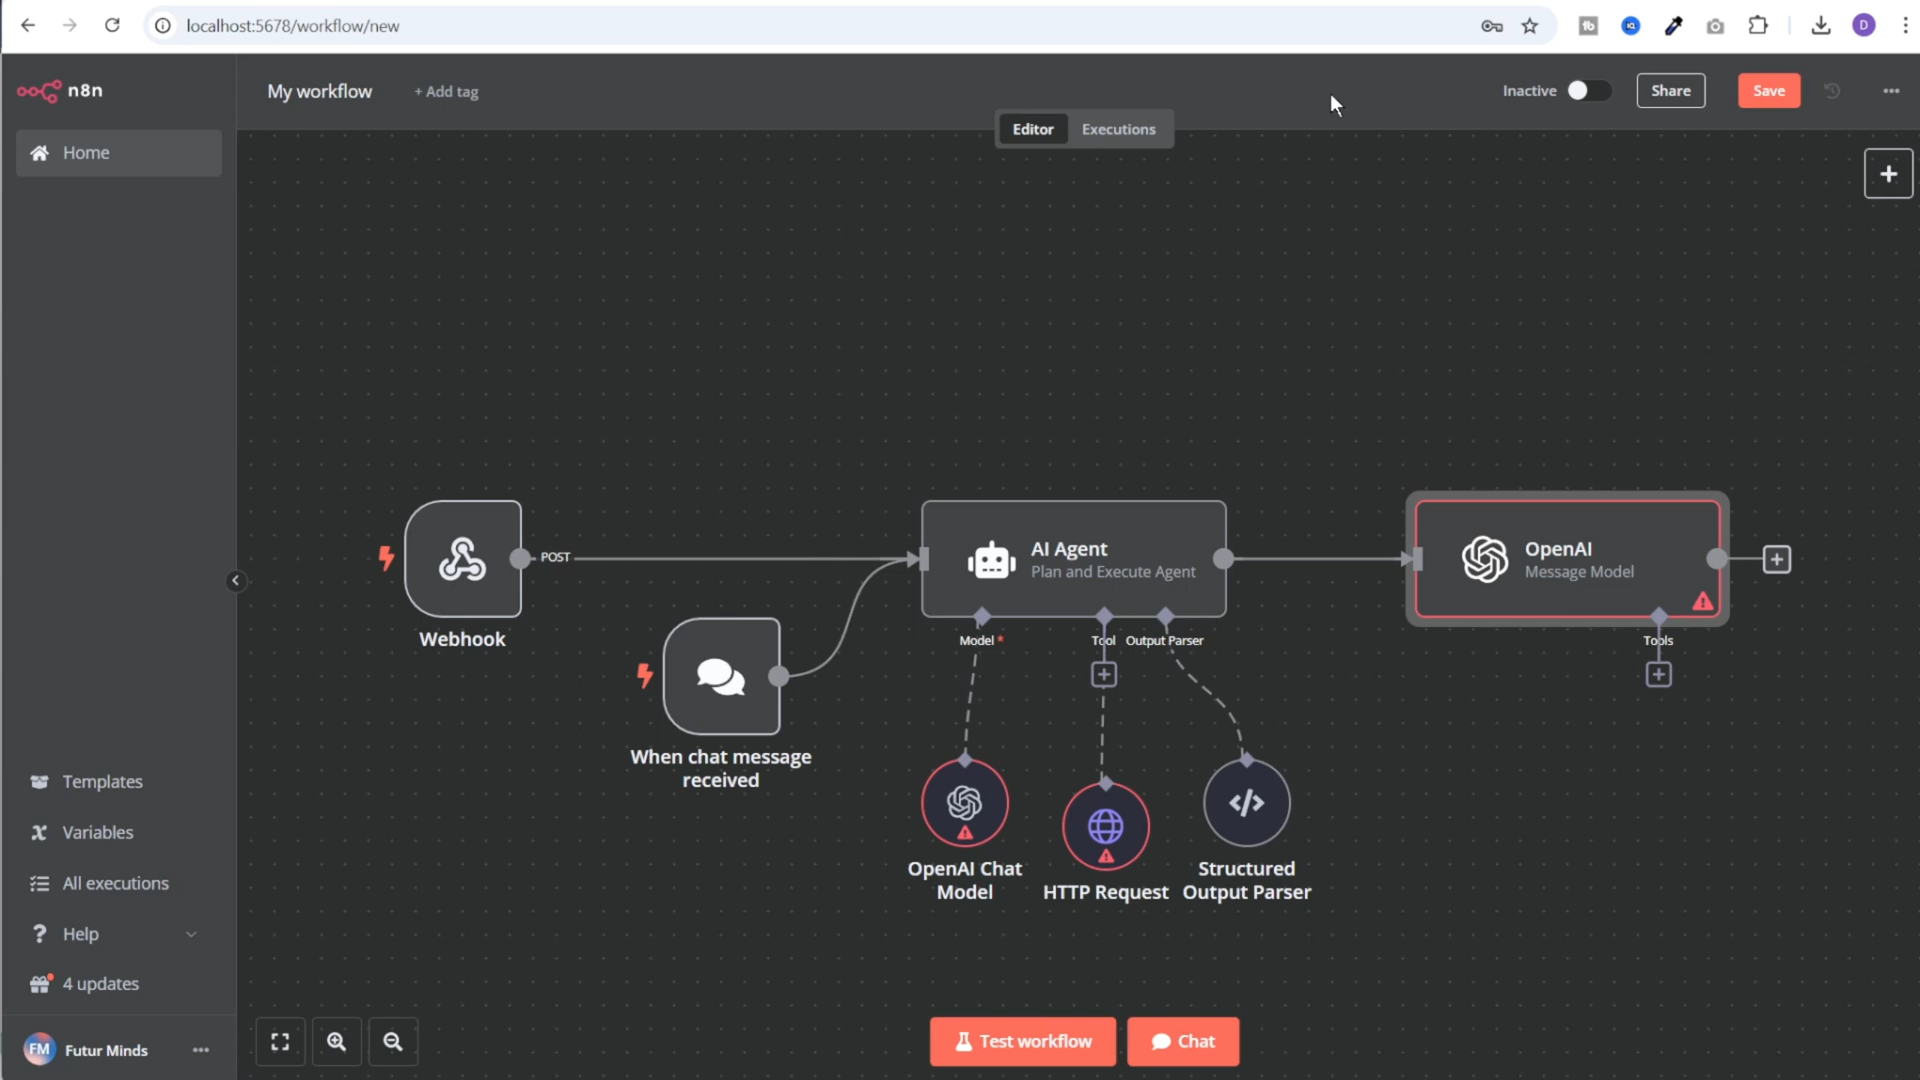 localhost:5678/workflow/new
D
n8n
My workflow
+ Add tag
Inactive
Share
Save
Editor
Executions
Home
POST
AI Agent
Plan and Execute Agent
OpenAI
Message Model
Webhook
Model *
Tool
Output Parser
Tools
When chat message
received
OpenAI Chat
Model
HTTP Request
Structured
Output Parser
Templates
Variables
All executions
Help
4 updates
FM
Futur Minds
Test workflow
Chat